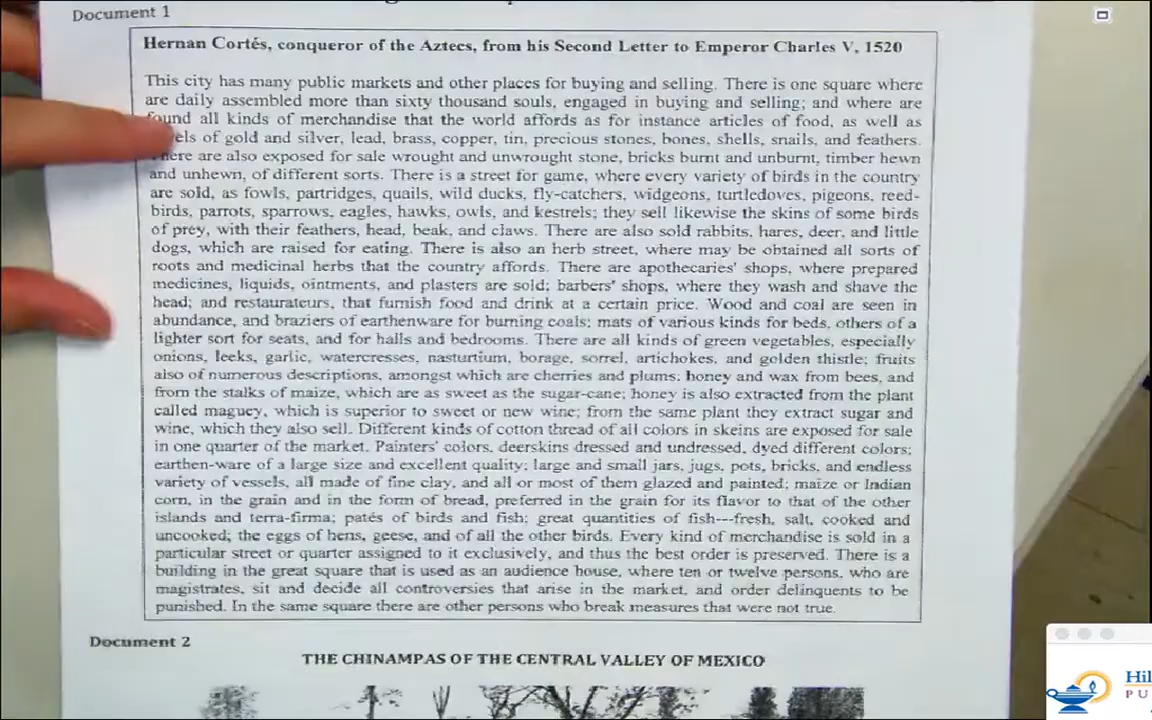 Document 1
Hernan Cortés, conqueror of the Aztecs, from his Second Letter to Emperor Charles V, 1520
This city has many public markets and other places for buying and selling. There is one square where
are daily assembled more than sixty thousand souls, engaged in buying and selling; and where are
found all kinds of merchandise that the world affords as for instance articles of food, as well as
of gold and silver, lead, brass, copper, tin, precious stones, bones, shells, snails, and feathers.
There are also exposed for sale wrought and unwrought stone, bricks burnt and unburnt, timber hewn
and unhewn, of different sorts. There is a street for game, where every variety of birds in the country
are sold, as fowls, partridges, quails, wild ducks, fly-catchers, widgeons, turtledoves, pigeons, reed-
birds, parrots, sparrows, eagles, hawks, owls, and kestrels; they sell likewise the skins of some birds
of prey, with their feathers, head, beak, and claws. There are also sold rabbits, hares, deer, and little
dogs, which are raised for eating. There is also an herb street, where may be obtained all sorts of
roots and medicinal herbs that the country affords. There are apothecaries' shops, where prepared
medicines, liquids, ointments, and plasters are sold; barbers' shops, where they wash and shave the
head; and restaurateurs, that furnish food and drink at a certain price. Wood and coal are seen in
abundance, and braziers of earthenware for burning coals; mats of various kinds for beds, others of a
lighter sort for seats, and for halls and bedrooms. There are all kinds of green vegetables, especially
onions, leeks, garlic, watercresses, nasturtium, borage, sorrel, artichokes, and golden thistle; fruits
also of numerous descriptions, amongst which are cherries and plums; honey and wax from bees, and
from the stalks of maize, which are as sweet as the sugar-cane; honey is also extracted from the plant
called maguey, which is superior to sweet or new wine; from the same plant they extract sugar and
wine, which they also sell. Different kinds of cotton thread of all colors in skeins are exposed for sale
in one quarter of the market. Painters' colors, deerskins dressed and undressed, dyed different colors;
earthen-ware of a large size and excellent quality; large and small jars, jugs, pots, bricks, and endless
variety of vessels, all made of fine clay, and all or most of them glazed and painted; maize or Indian
corn, in the grain and in the form of bread, preferred in the grain for its flavor to that of the other
islands and terra-firma; patés of birds and fish; great quantities of fish---fresh, salt, cooked and
uncooked; the eggs of hens, geese, and of all the other birds. Every kind of merchandise is sold in a
particular street or quarter assigned to it exclusively, and thus the best order is preserved. There is a
building in the great square that is used as an audience house, where ten or twelve persons, who are
magistrates, sit and decide all controversies that arise in the market, and order delinquents to be
punished. In the same square there are other persons who break measures that were not true.
Document 2
THE CHINAMPAS OF THE CENTRAL VALLEY OF MEXICO